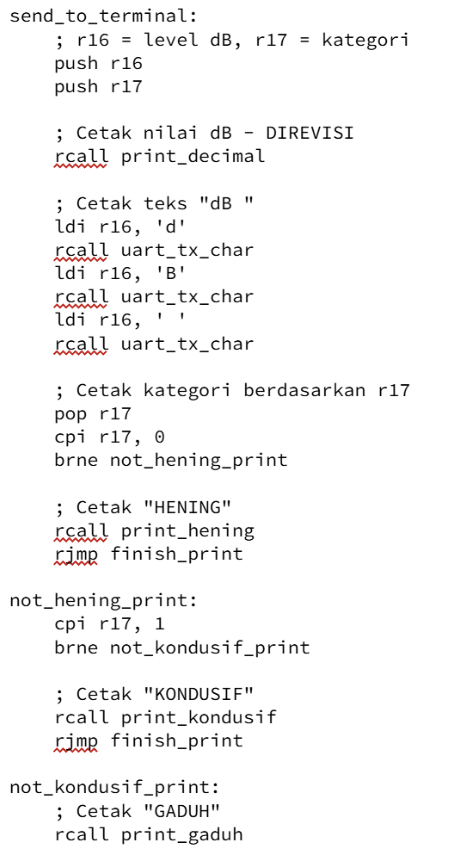 send_to_terminal:
    ; r16 = level dB, r17 = kategori
    push r16
    push r17

    ; Cetak nilai dB – DIREVISI
    rcall print_decimal

    ; Cetak teks "dB "
    ldi r16, 'd'
    rcall uart_tx_char
    ldi r16, 'B'
    rcall uart_tx_char
    ldi r16, ' '
    rcall uart_tx_char

    ; Cetak kategori berdasarkan r17
    pop r17
    cpi r17, 0
    brne not_hening_print

    ; Cetak "HENING"
    rcall print_hening
    rjmp finish_print

not_hening_print:
    cpi r17, 1
    brne not_kondusif_print

    ; Cetak "KONDUSIF"
    rcall print_kondusif
    rjmp finish_print

not_kondusif_print:
    ; Cetak "GADUH"
    rcall print_gaduh